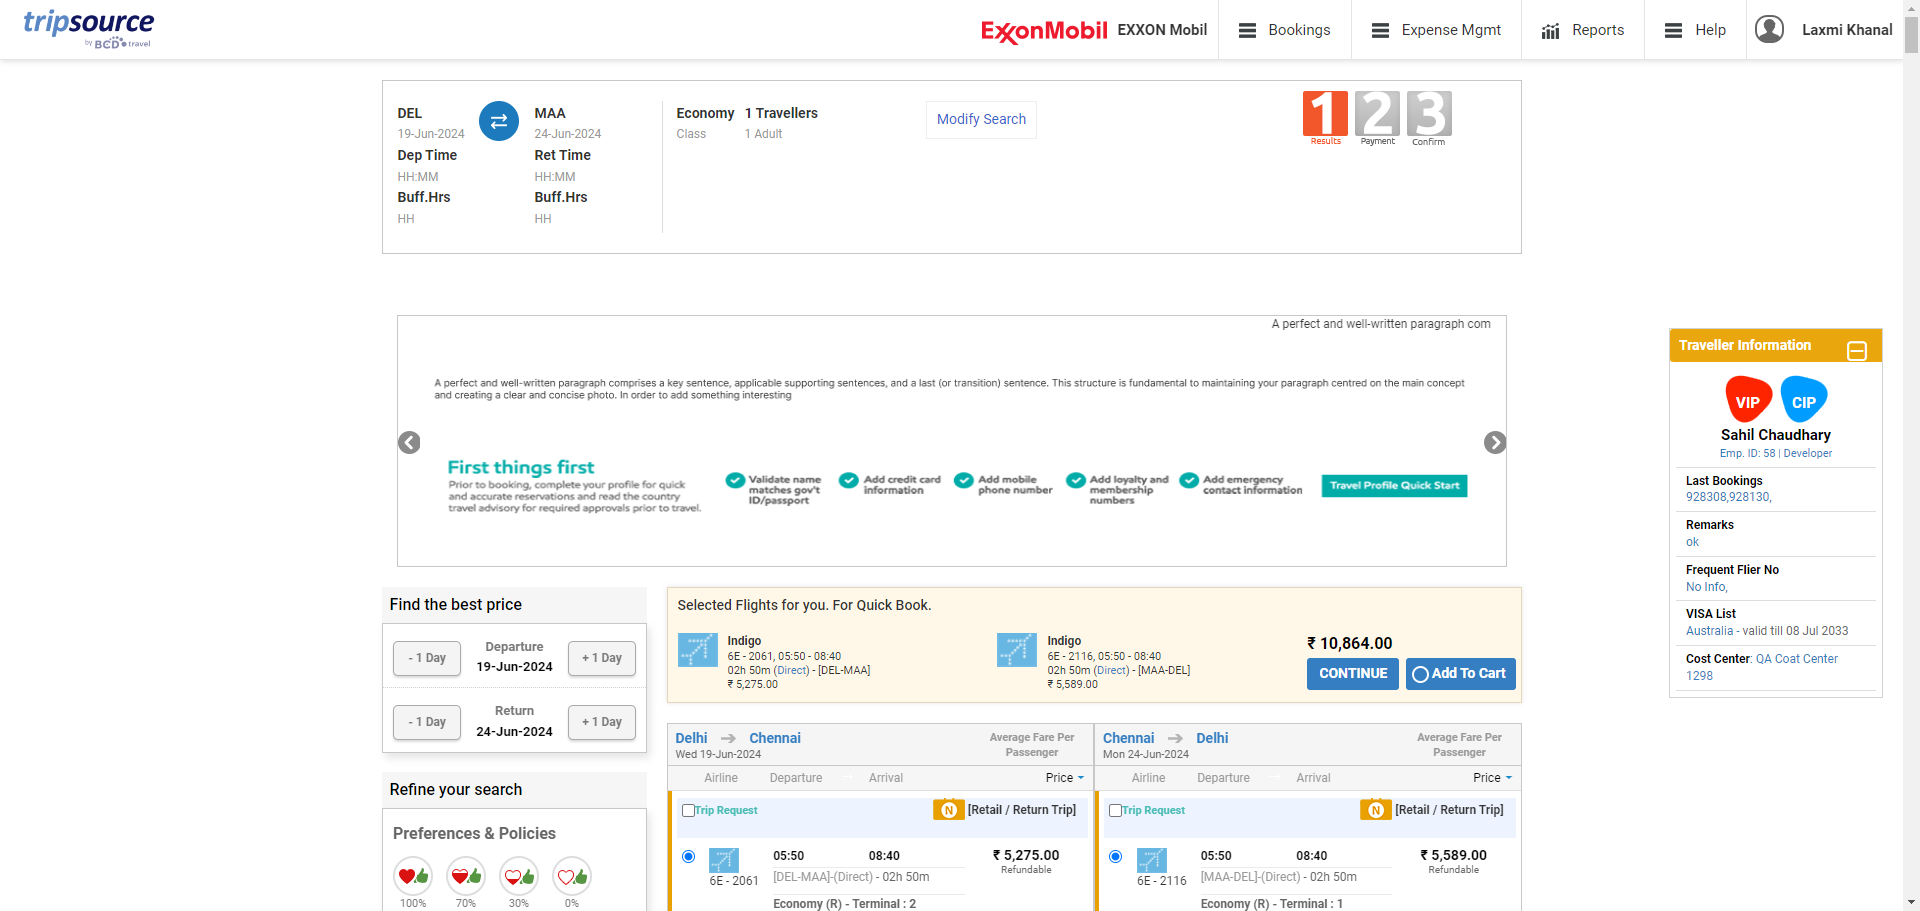 tripsource
by BCD travel
ExxonMobil EXXON Mobil
Bookings
Expense Mgmt
Reports
Help
Laxmi Khanal
DEL
19-Jun-2024
Dep Time
HH:MM
Buff.Hrs
HH
MAA
24-Jun-2024
Ret Time
HH:MM
Buff.Hrs
HH
Economy
Class
1 Travellers
1 Adult
Modify Search
1 2 3
Results Payment Confirm
A perfect and well-written paragraph com
A perfect and well-written paragraph comprises a key sentence, applicable supporting sentences, and a last (or transition) sentence. This structure is fundamental to maintaining your paragraph centred on the main concept
and creating a clear and concise photo. In order to add something interesting
First things first
Prior to booking, complete your profile for quick
and accurate reservations and read the country
travel advisory for required approvals prior to travel.
Validate name
matches gov't
ID/passport
Add credit card
information
Add mobile
phone number
Add loyalty and
membership
numbers
Add emergency
contact information
Travel Profile Quick Start
Traveller Information
VIP CIP
Sahil Chaudhary
Emp. ID: 58 | Developer
Last Bookings
928308,928130,
Remarks
ok
Frequent Flier No
No Info,
VISA List
Australia - valid till 08 Jul 2033
Cost Center: QA Coat Center
1298
Find the best price
- 1 Day
Departure
19-Jun-2024
+ 1 Day
- 1 Day
Return
24-Jun-2024
+ 1 Day
Refine your search
Preferences & Policies
100% 70% 30% 0%
Selected Flights for you. For Quick Book.
Indigo
6E - 2061, 05:50 - 08:40
02h 50m (Direct) - [DEL-MAA]
₹ 5,275.00
Indigo
6E - 2116, 05:50 - 08:40
02h 50m (Direct) - [MAA-DEL]
₹ 5,589.00
₹ 10,864.00
CONTINUE
Add To Cart
Delhi Chennai
Wed 19-Jun-2024
Average Fare Per
Passenger
Airline Departure Arrival Price
Trip Request
N [Retail / Return Trip]
05:50 08:40 ₹ 5,275.00
Refundable
6E - 2061
[DEL-MAA]-(Direct) - 02h 50m
Economy (R) - Terminal : 2
Chennai Delhi
Mon 24-Jun-2024
Average Fare Per
Passenger
Airline Departure Arrival Price
Trip Request
N [Retail / Return Trip]
05:50 08:40 ₹ 5,589.00
Refundable
6E - 2116
[MAA-DEL]-(Direct) - 02h 50m
Economy (R) - Terminal : 1